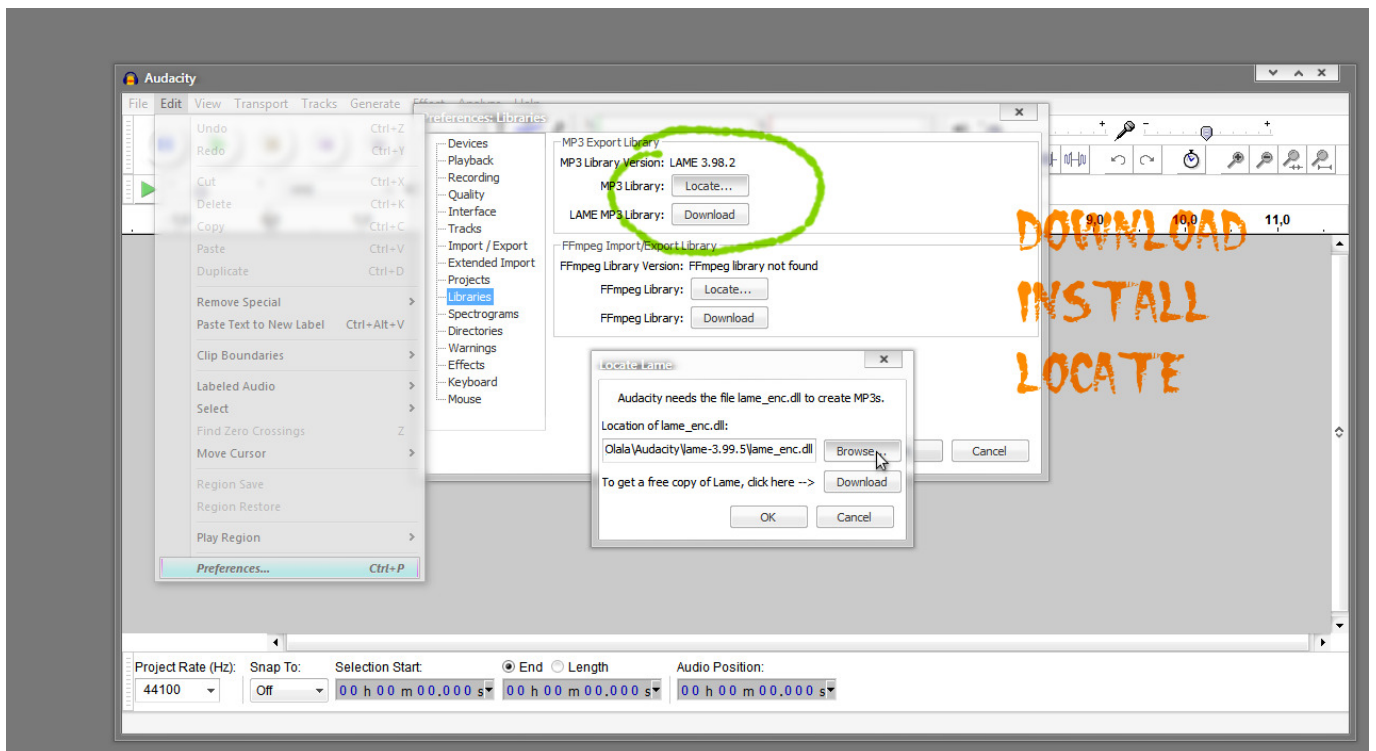 Audacity
File Edit View Transport Tracks Generate Effect Analyze Help
Undo Ctrl+Z
Redo Ctrl+Y
Cut Ctrl+X
Delete Ctrl+K
Copy Ctrl+C
Paste Ctrl+V
Duplicate Ctrl+D
Remove Special >
Paste Text to New Label Ctrl+Alt+V
Clip Boundaries >
Labeled Audio >
Select >
Find Zero Crossings Z
Move Cursor >
Region Save
Region Restore
Play Region >
Preferences... Ctrl+P
Preferences: Libraries
Devices
Playback
Recording
Quality
Interface
Tracks
Import / Export
Extended Import
Projects
Libraries
Spectrograms
Directories
Warnings
Effects
Keyboard
Mouse
MP3 Export Library
MP3 Library Version: LAME 3.98.2
MP3 Library: Locate...
LAME MP3 Library: Download
FFmpeg Import/Export Library
FFmpeg Library Version: FFmpeg library not found
FFmpeg Library: Locate...
FFmpeg Library: Download
Cancel
Locate Lame
Audacity needs the file lame_enc.dll to create MP3s.
Location of lame_enc.dll:
Olala\Audacity\lame-3.99.5\lame_enc.dll Browse...
To get a free copy of Lame, click here --> Download
OK Cancel
9,0 10,0 11,0
DOWNLOAD
INSTALL
LOCATE
Project Rate (Hz): Snap To: Selection Start: End Length Audio Position:
44100 Off 00 h 00 m 00.000 s 00 h 00 m 00.000 s 00 h 00 m 00.000 s